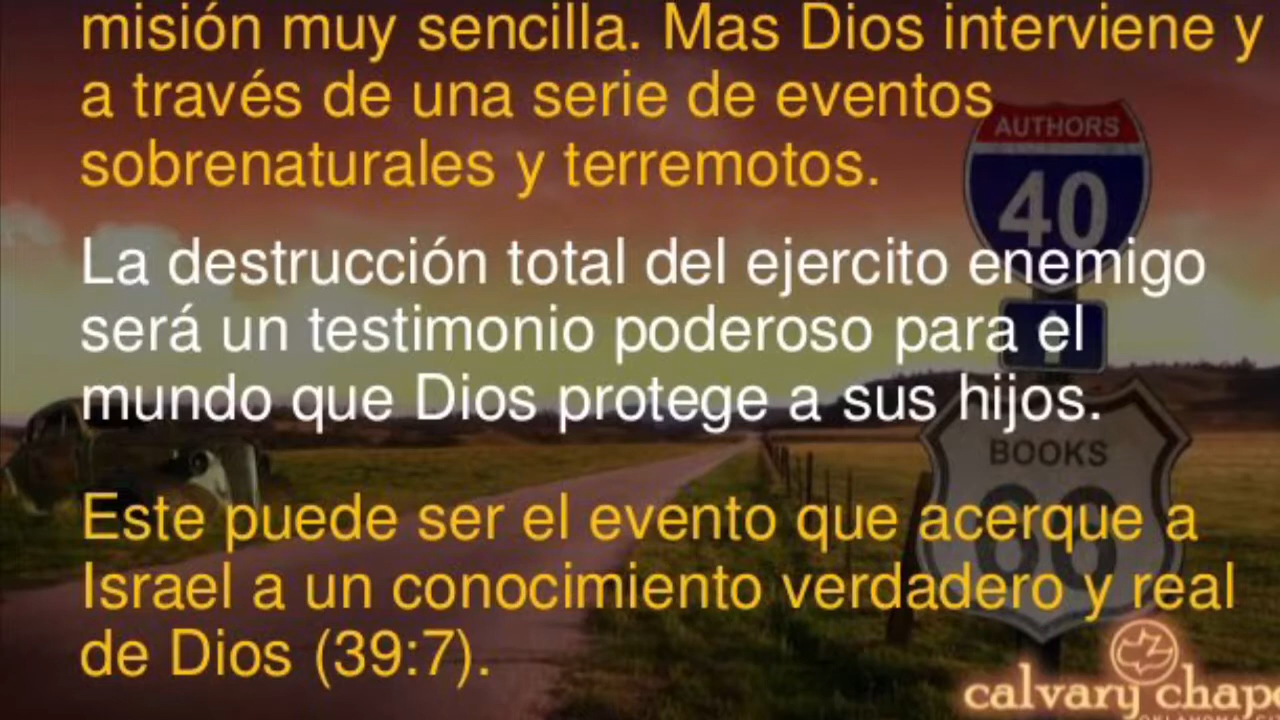 misión muy sencilla. Mas Dios interviene y
a través de una serie de eventos
sobrenaturales y terremotos.
La destrucción total del ejercito enemigo
será un testimonio poderoso para el
mundo que Dios protege a sus hijos.
Este puede ser el evento que acerque a
Israel a un conocimiento verdadero y real
de Dios (39:7).
AUTHORS
40
BOOKS
66
calvary